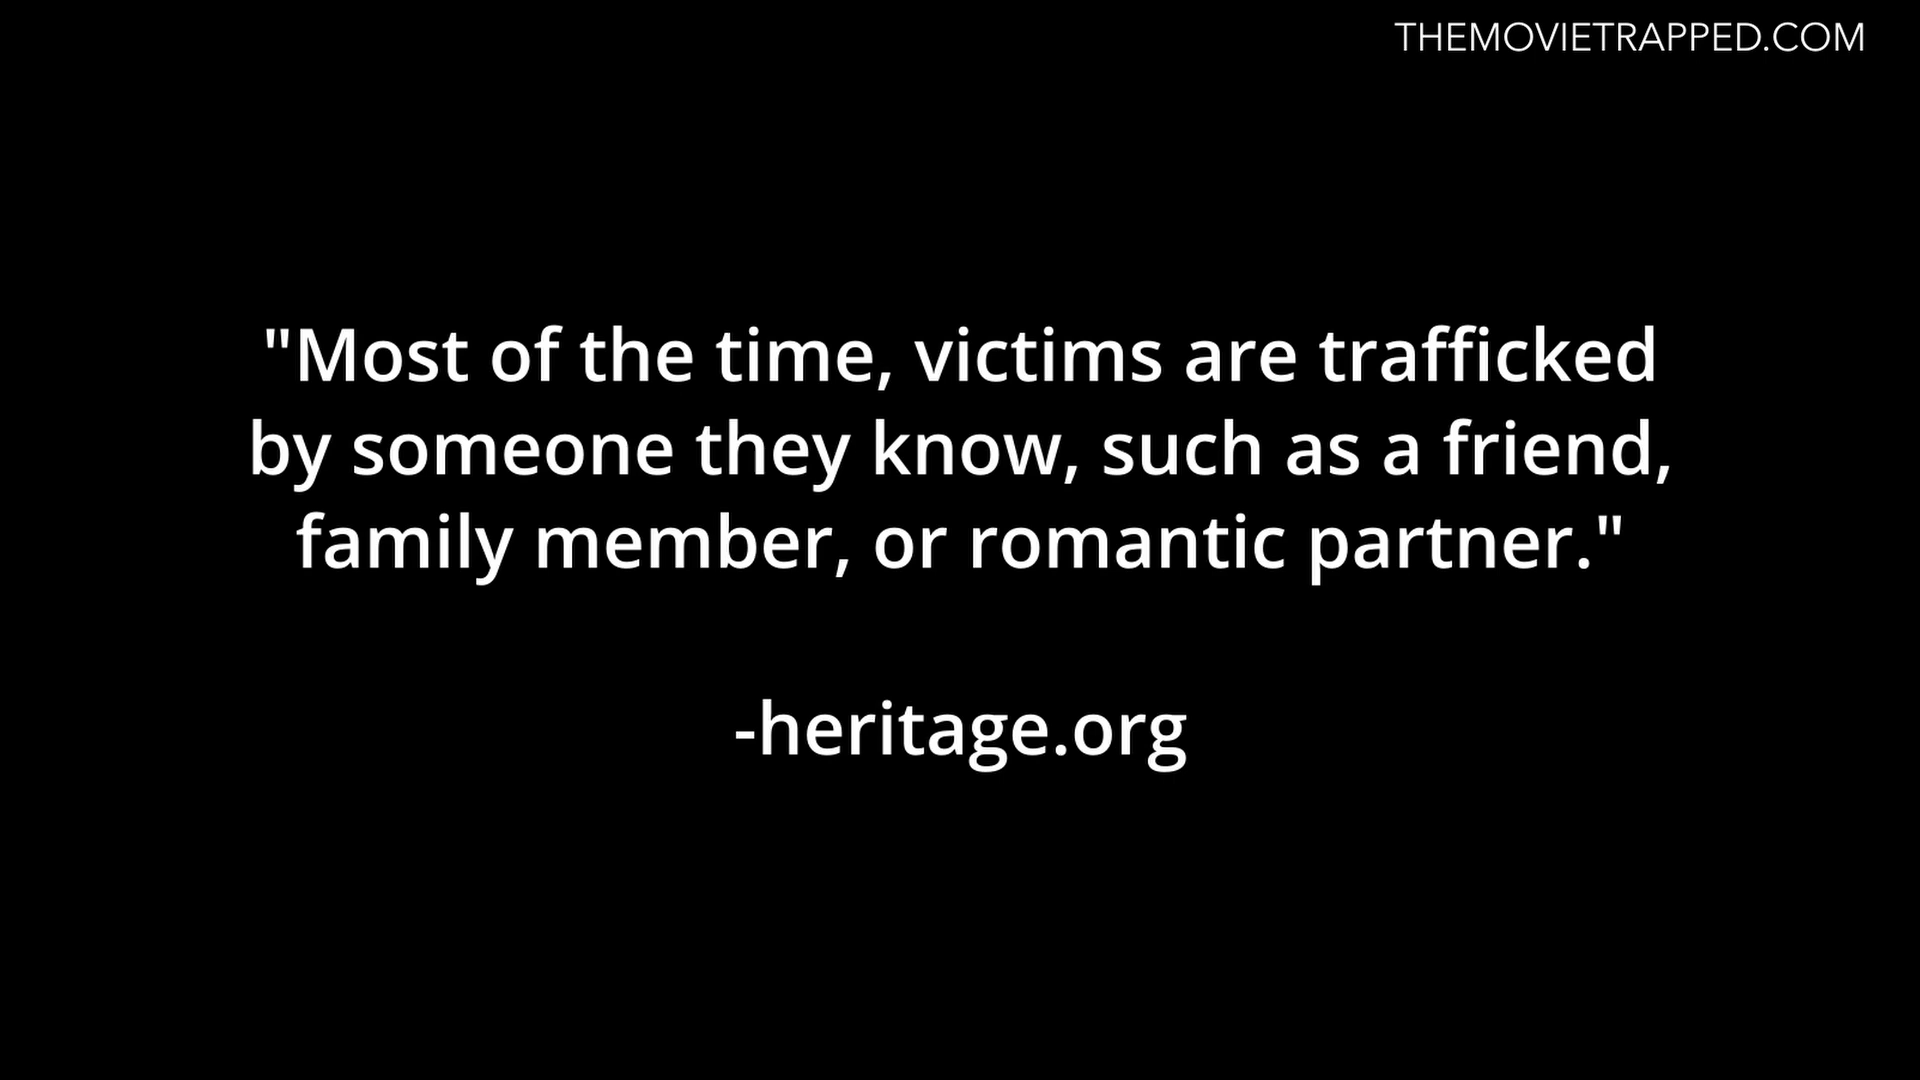 THEMOVIETRAPPED.COM
"Most of the time, victims are trafficked
by someone they know, such as a friend,
family member, or romantic partner."
-heritage.org